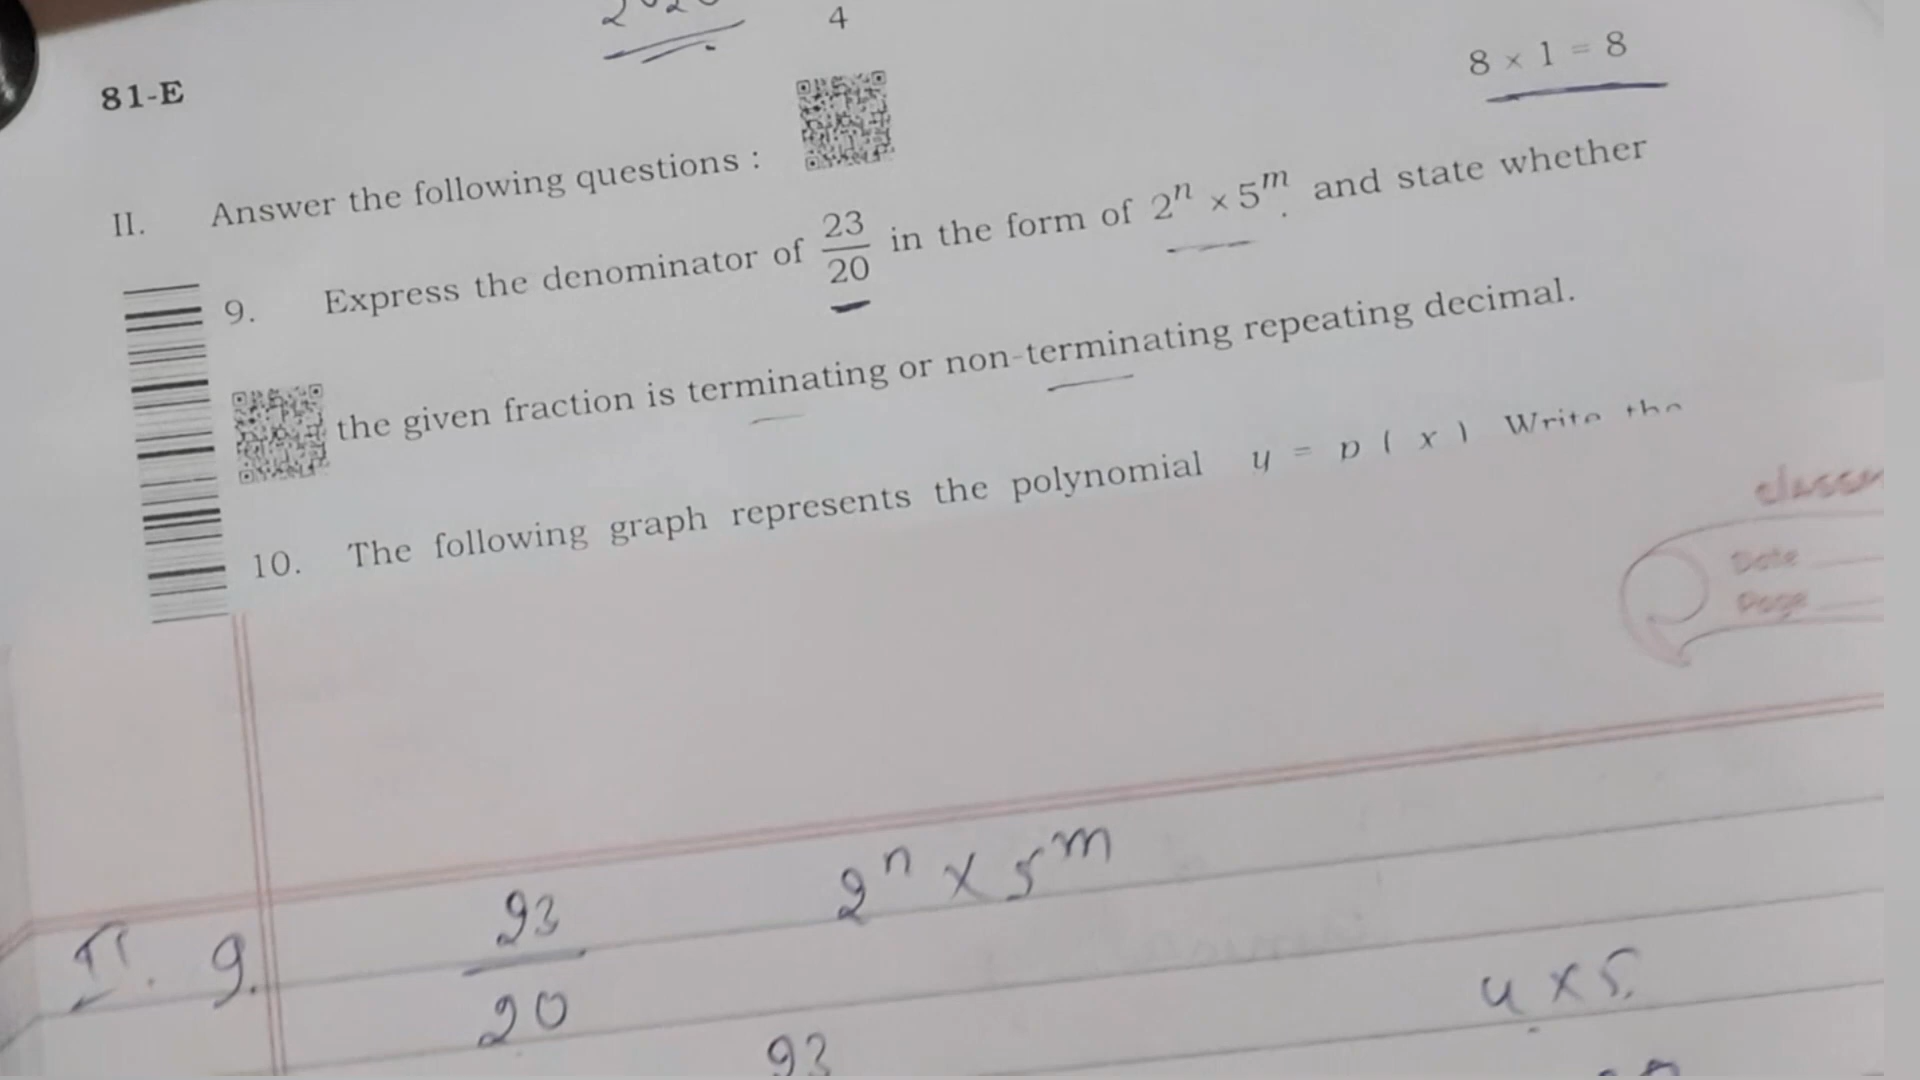 4
81-E
8 × 1 = 8
II. Answer the following questions :
9. Express the denominator of 23/20 in the form of 2ⁿ × 5ᵐ and state whether
the given fraction is terminating or non-terminating repeating decimal.
10. The following graph represents the polynomial y = p ( x ) Write the
Date
Page
II. 9. 23/20 2ⁿ × 5ᵐ
4 × 5
23